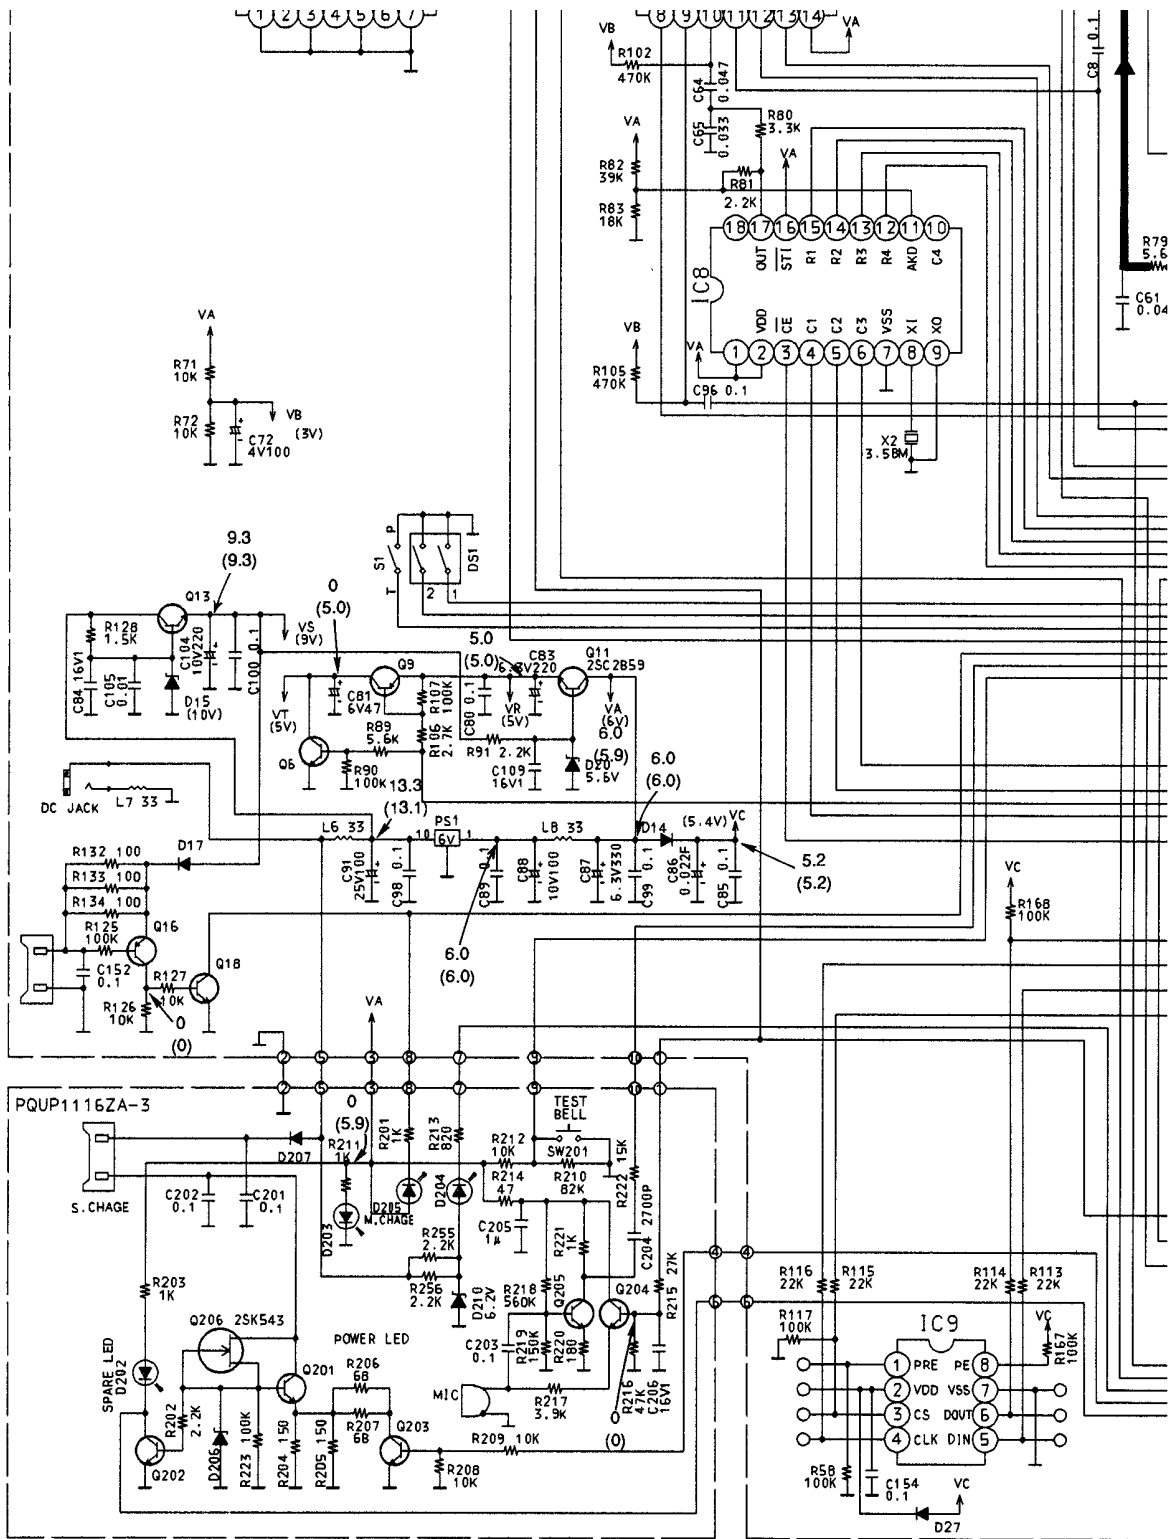 1 2 3 4 5 6 7
8 9 10 11 12 13 14
VA
VB
R102
470K
C64
0.047
C65
0.033
R80
3.3K
C8 0.1
VA
R82
39K
R83
18K
VA
R81
2.2K
R79
5.6
C61
0.04
18 17 16 15 14 13 12 11 10
OUT STI R1 R2 R3 R4 AKD C4
IC8
VDD CE C1 C2 C3 VSS XI XO
1 2 3 4 5 6 7 8 9
VB
VA
R105
470K
C96 0.1
X2
3.58M
VA
R71
10K
R72
10K
C72
4V100
VB
(3V)
9.3
(9.3)
S1
P
T
DS1
2 1
0
(5.0)
Q13
R128
1.5K
C84 16V1
C105
0.01
D15
(10V)
C104
10V220
C100 0.1
VS
(9V)
VT
(5V)
C81
6V47
Q9
Q6
R89
5.6K
R90
100K
R107
100K
R106
2.7K
5.0
(5.0)
C83
6.3V220
C80 0.1
VR
(5V)
Q11
2SC2859
VA
(6V)
6.0
(5.9)
R91 2.2K
C109
16V1
D20
5.6V
6.0
(6.0)
DC JACK
L7 33
13.3
(13.1)
L6 33
PS1
10 6V 1
L8 33
D14
(5.4V)
VC
C91
25V100
C98 0.1
C89 0.1
C88
10V100
C87
6.3V330
C99 0.1
C86
0.022F
C85 0.1
5.2
(5.2)
6.0
(6.0)
D17
R132 100
R133 100
R134 100
R125
100K
Q16
C152
0.1
R127
10K
R126
10K
Q18
0
(0)
VC
R168
100K
VA
2 5 3 8 7 9 10 1
2 5 3 8 7 9 10 1
PQUP1116ZA-3
0
(5.9)
S.CHAGE
D207
R211
1K
R201
1K
R213
820
R212
10K
TEST
BELL
SW201
R214
47
R210
82K
R222 15K
C202
0.1
C201
0.1
D203
D205
M.CHAGE
D204
C205
1μ
R221
1K
C204 2700P
R255
2.2K
R256
2.2K
D210
6.2V
R218
560K
Q205
Q204
R215 27K
4 4
6 6
R203
1K
Q206 2SK543
POWER LED
C203
0.1
R219
150K
R220
180
SPARE LED
D202
Q201
R206
68
R207
68
Q203
MIC
R217
3.9K
R216
47K
C206
16V1
0
(0)
R202
2.2K
Q202
D206
R223 100K
R204 150
R205 150
R209 10K
R208
10K
R116
22K
R115
22K
R114
22K
R113
22K
R117
100K
IC9
VC
R167
100K
1 PRE PE 8
2 VDD VSS 7
3 CS DOUT 6
4 CLK DIN 5
R58
100K
C154
0.1
VC
D27